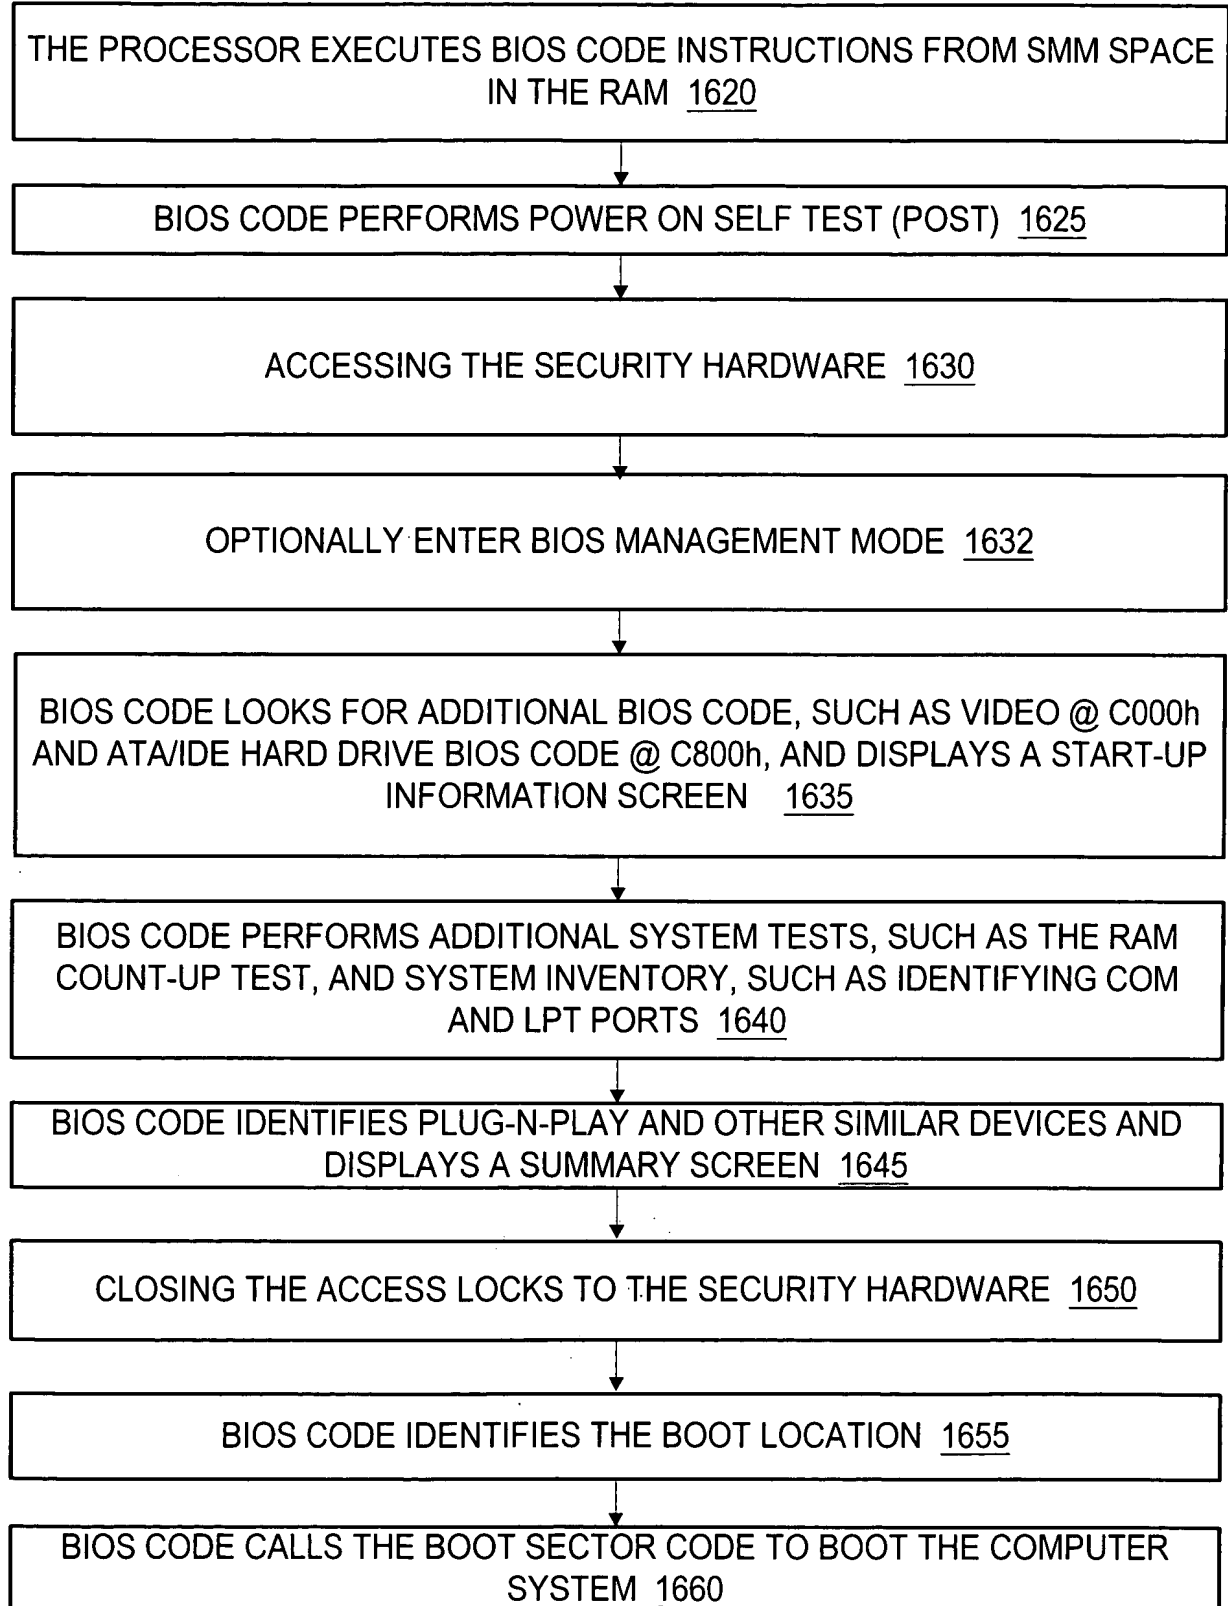 THE PROCESSOR EXECUTES BIOS CODE INSTRUCTIONS FROM SMM SPACE
IN THE RAM 1620
BIOS CODE PERFORMS POWER ON SELF TEST (POST) 1625
ACCESSING THE SECURITY HARDWARE 1630
OPTIONALLY ENTER BIOS MANAGEMENT MODE 1632
BIOS CODE LOOKS FOR ADDITIONAL BIOS CODE, SUCH AS VIDEO @ C000h
AND ATA/IDE HARD DRIVE BIOS CODE @ C800h, AND DISPLAYS A START-UP
INFORMATION SCREEN 1635
BIOS CODE PERFORMS ADDITIONAL SYSTEM TESTS, SUCH AS THE RAM
COUNT-UP TEST, AND SYSTEM INVENTORY, SUCH AS IDENTIFYING COM
AND LPT PORTS 1640
BIOS CODE IDENTIFIES PLUG-N-PLAY AND OTHER SIMILAR DEVICES AND
DISPLAYS A SUMMARY SCREEN 1645
CLOSING THE ACCESS LOCKS TO THE SECURITY HARDWARE 1650
BIOS CODE IDENTIFIES THE BOOT LOCATION 1655
BIOS CODE CALLS THE BOOT SECTOR CODE TO BOOT THE COMPUTER
SYSTEM 1660